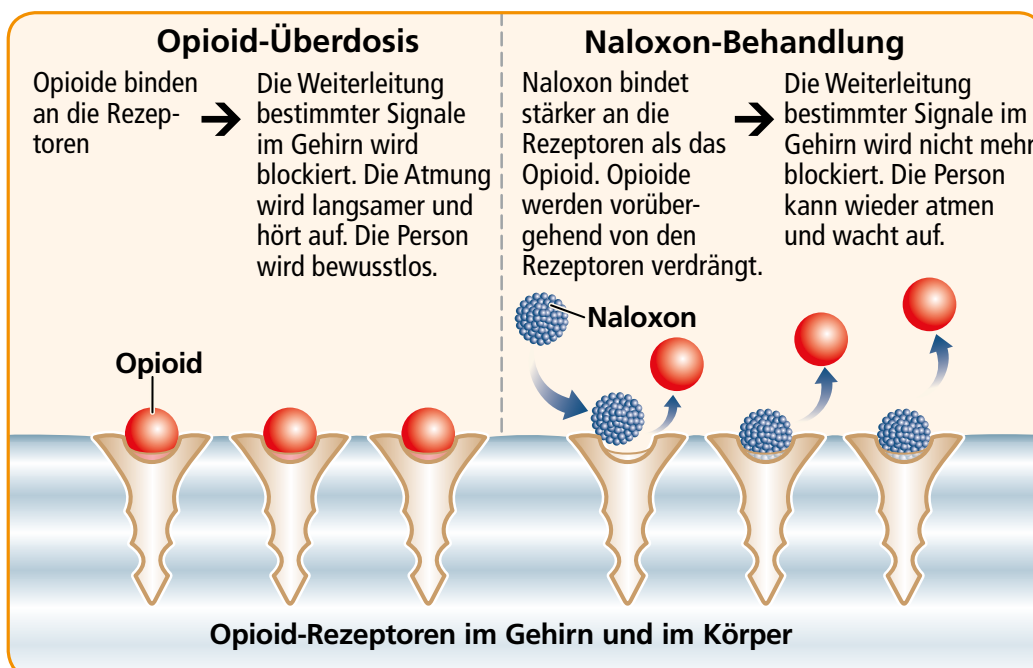 Opioid-Überdosis
Opioide binden
an die Rezep-
toren
Die Weiterleitung
bestimmter Signale
im Gehirn wird
blockiert. Die Atmung
wird langsamer und
hört auf. Die Person
wird bewusstlos.
Naloxon-Behandlung
Naloxon bindet
stärker an die
Rezeptoren als das
Opioid. Opioide
werden vorüber-
gehend von den
Rezeptoren verdrängt.
Die Weiterleitung
bestimmter Signale im
Gehirn wird nicht mehr
blockiert. Die Person
kann wieder atmen
und wacht auf.
Opioid
Naloxon
Opioid-Rezeptoren im Gehirn und im Körper